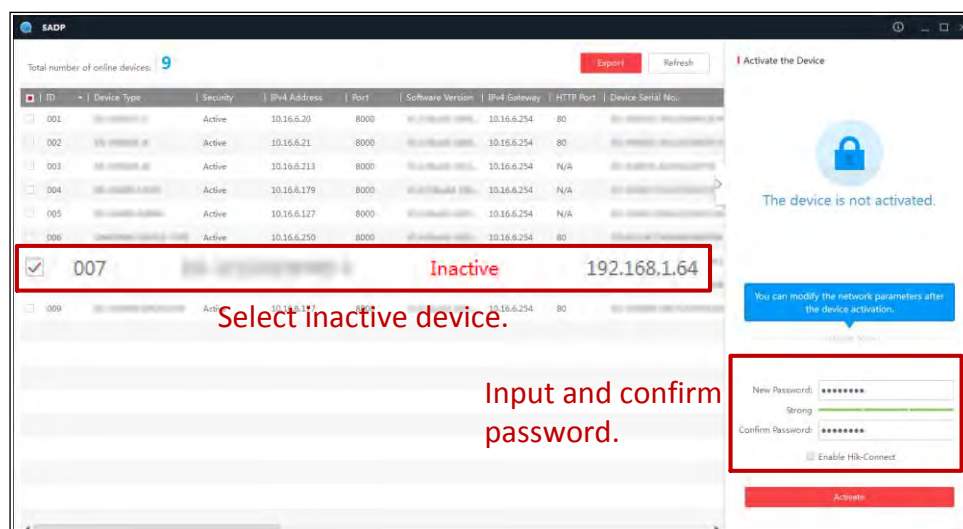 SADP
Total number of online devices: 9
Export
Refresh
ID Device Type Security IPv4 Address Port Software Version IPv4 Gateway HTTP Port Device Serial No.
001 Active 10.16.6.20 8000 10.16.6.254 80
002 Active 10.16.6.21 8000 10.16.6.254 80
003 Active 10.16.6.213 8000 10.16.6.254 N/A
004 Active 10.16.6.179 8000 10.16.6.254 N/A
005 Active 10.16.6.127 8000 10.16.6.254 N/A
006 Active 10.16.6.250 8000 10.16.6.254 80
007 Inactive 192.168.1.64
009 10.16.6.254 80
Select inactive device.
Input and confirm
password.
Activate the Device
The device is not activated.
You can modify the network parameters after
the device activation.
New Password: ●●●●●●●●
Strong
Confirm Password: ●●●●●●●●
Enable Hik-Connect
Activate